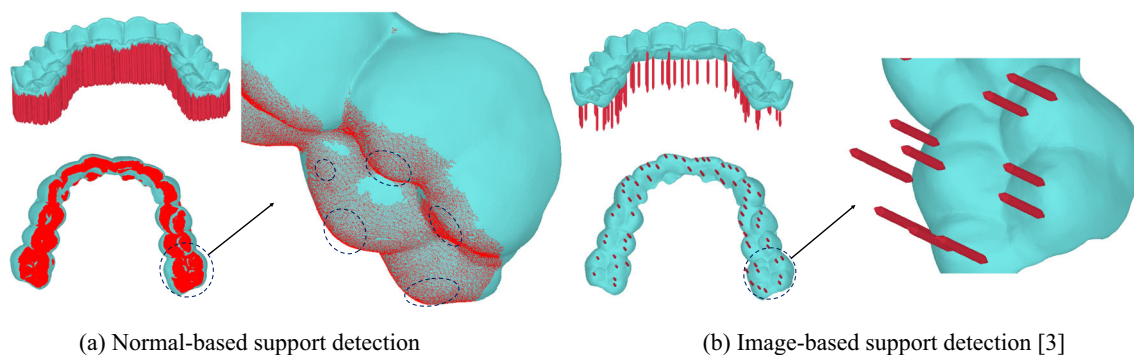 (a) Normal-based support detection
(b) Image-based support detection [3]